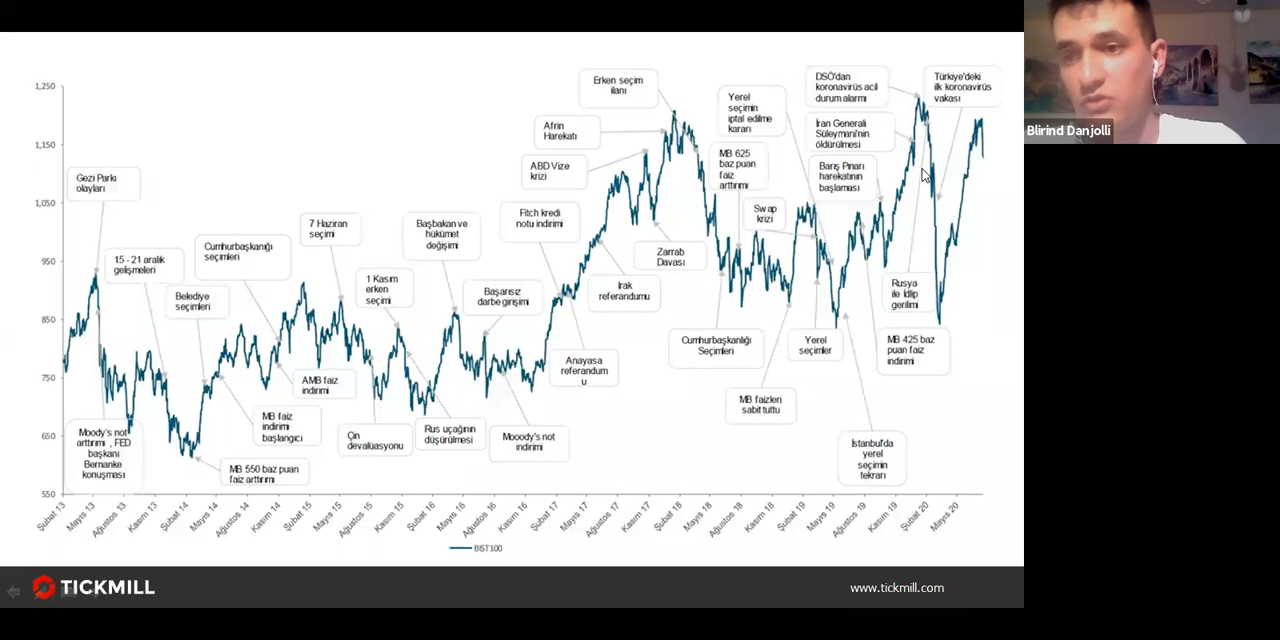 1,250
1,150
1,050
950
850
750
650
550
Gezi Parkı
olayları
15 - 21 aralık
gelişmeleri
Cumhurbaşkanlığı
seçimleri
Belediye
seçimleri
7 Haziran
seçimi
1 Kasım
erken
seçimi
Başbakan ve
hükümet
değişimi
Başarısız
darbe girişimi
Fitch kredi
notu indirimi
ABD Vize
krizi
Afrin
Harekatı
Erken seçim
ilanı
Yerel
seçimin
iptal edilme
kararı
MB 625
baz puan
faiz
arttırımı
Swap
krizi
DSÖ'dan
koronavirüs acil
durum alarmı
İran Generali
Süleymani'nin
öldürülmesi
Barış Pınarı
harekatının
başlaması
Türkiye'deki
ilk koronavirüs
vakası
Zarrab
Davası
Irak
referandumu
Anayasa
referandum
u
Cumhurbaşkanlığı
Seçimleri
Yerel
seçimler
MB faizleri
sabit tuttu
Rusya
ile İdlip
gerilimi
MB 425 baz
puan faiz
indirimi
İstanbul'da
yerel
seçimin
tekrarı
AMB faiz
indirimi
MB faiz
indirimi
başlangıcı
Çin
devalüasyonu
Rus uçağının
düşürülmesi
Mooody's not
indirimi
Moody's not
arttırımı , FED
başkanı
Bernanke
konuşması
MB 550 baz puan
faiz arttırımı
Şubat 13
Mayıs 13
Ağustos 13
Kasım 13
Şubat 14
Mayıs 14
Ağustos 14
Kasım 14
Şubat 15
Mayıs 15
Ağustos 15
Kasım 15
Şubat 16
Mayıs 16
Ağustos 16
Kasım 16
Şubat 17
Mayıs 17
Ağustos 17
Kasım 17
Şubat 18
Mayıs 18
Ağustos 18
Kasım 18
Şubat 19
Mayıs 19
Ağustos 19
Kasım 19
Şubat 20
Mayıs 20
BIST100
TICKMILL
www.tickmill.com
Blirind Danjolli